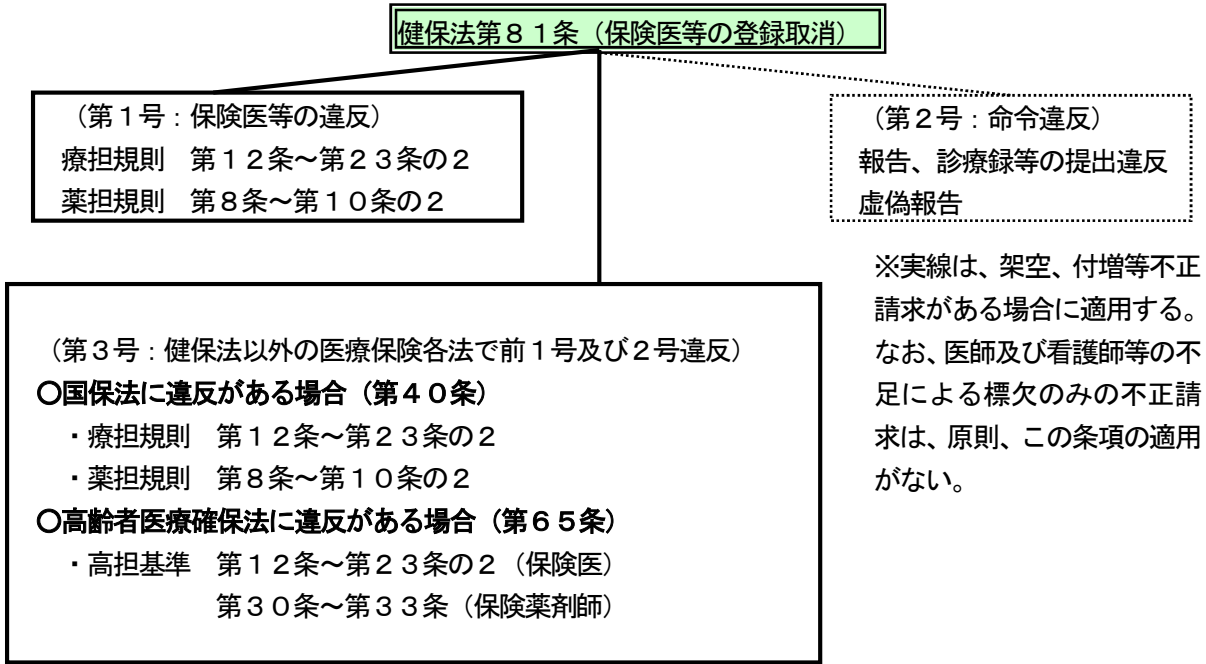 健保法第81条（保険医等の登録取消）
（第1号：保険医等の違反）
療担規則　第12条～第23条の2
薬担規則　第8条～第10条の2
（第2号：命令違反）
報告、診療録等の提出違反
虚偽報告
※実線は、架空、付増等不正
請求がある場合に適用する。
なお、医師及び看護師等の不
足による標欠のみの不正請
求は、原則、この条項の適用
がない。
（第3号：健保法以外の医療保険各法で前1号及び2号違反）
〇国保法に違反がある場合（第40条）
・療担規則　第12条～第23条の2
・薬担規則　第8条～第10条の2
〇高齢者医療確保法に違反がある場合（第65条）
・高担基準　第12条～第23条の2（保険医）
第30条～第33条（保険薬剤師）